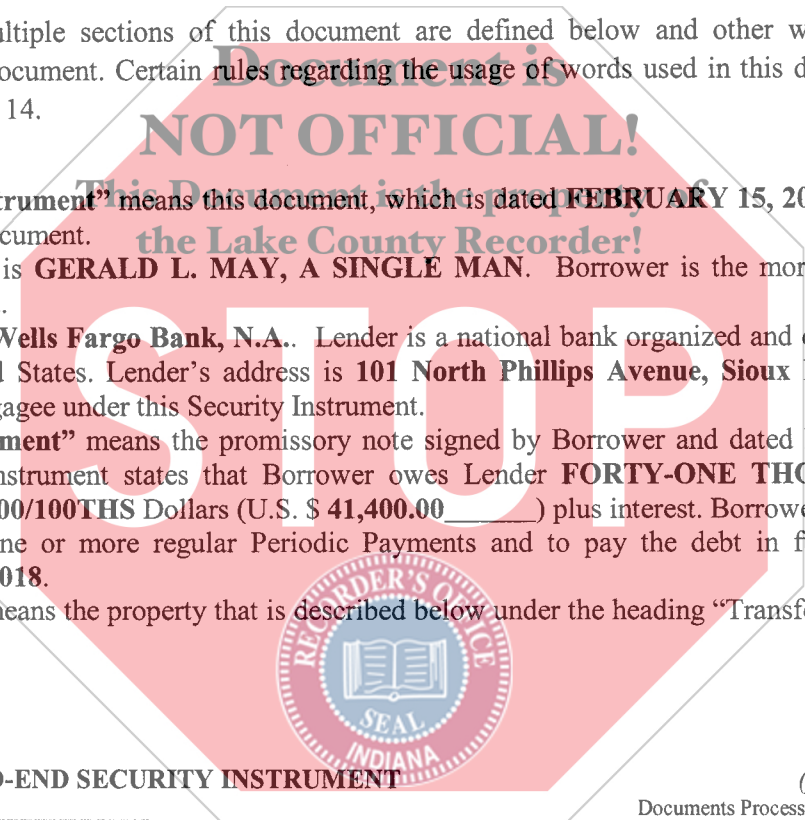 ultiple sections of this document are defined below and other w
ocument. Certain rules regarding the usage of words used in this d
14.
Document is
NOT OFFICIAL!
This Document is the property of
the Lake County Recorder!
trument” means this document, which is dated FEBRUARY 15, 20
cument.
is GERALD L. MAY, A SINGLE MAN. Borrower is the mor
.
Wells Fargo Bank, N.A.. Lender is a national bank organized and e
l States. Lender’s address is 101 North Phillips Avenue, Sioux
gagee under this Security Instrument.
ment” means the promissory note signed by Borrower and dated
nstrument states that Borrower owes Lender FORTY-ONE THO
00/100THS Dollars (U.S. $ 41,400.00______) plus interest. Borrowe
ne or more regular Periodic Payments and to pay the debt in f
018.
means the property that is described below under the heading “Transf
STOP
RECORDER'S OFFICE
SEAL
INDIANA
D-END SECURITY INSTRUMENT
Documents Process